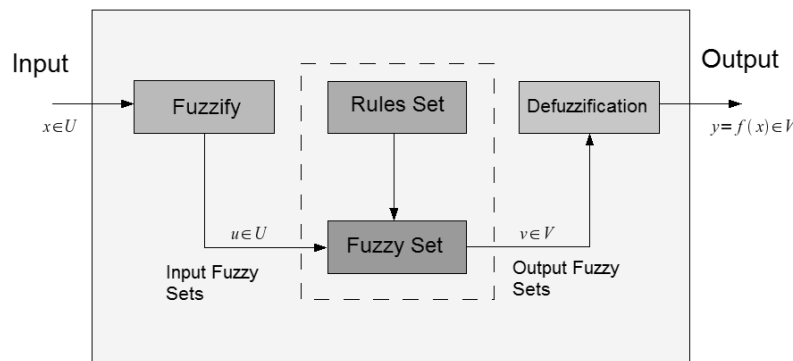 Input
x∈U
Fuzzify
Rules Set
Defuzzification
Output
y=f(x)∈V
u∈U
Fuzzy Set
v∈V
Input Fuzzy
Sets
Output Fuzzy
Sets